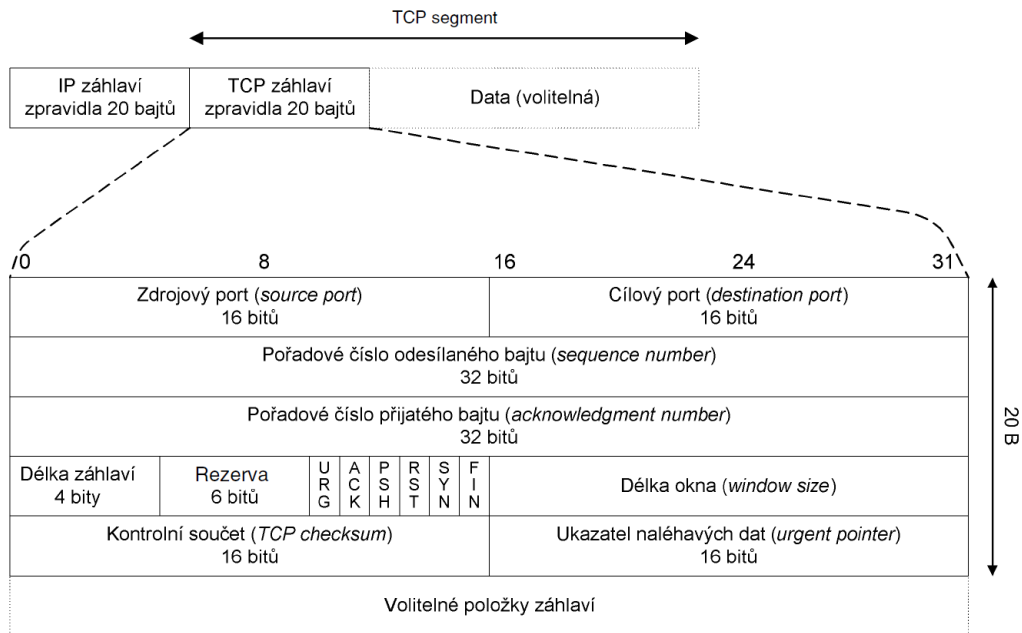 TCP segment
IP záhlaví
zpravidla 20 bajtů
TCP záhlaví
zpravidla 20 bajtů
Data (volitelná)
0 8 16 24 31
Zdrojový port (source port)
16 bitů
Cílový port (destination port)
16 bitů
Pořadové číslo odesílaného bajtu (sequence number)
32 bitů
Pořadové číslo přijatého bajtu (acknowledgment number)
32 bitů
Délka záhlaví
4 bity
Rezerva
6 bitů
URG
ACK
PSH
RST
SYN
FIN
Délka okna (window size)
Kontrolní součet (TCP checksum)
16 bitů
Ukazatel naléhavých dat (urgent pointer)
16 bitů
20 B
Volitelné položky záhlaví